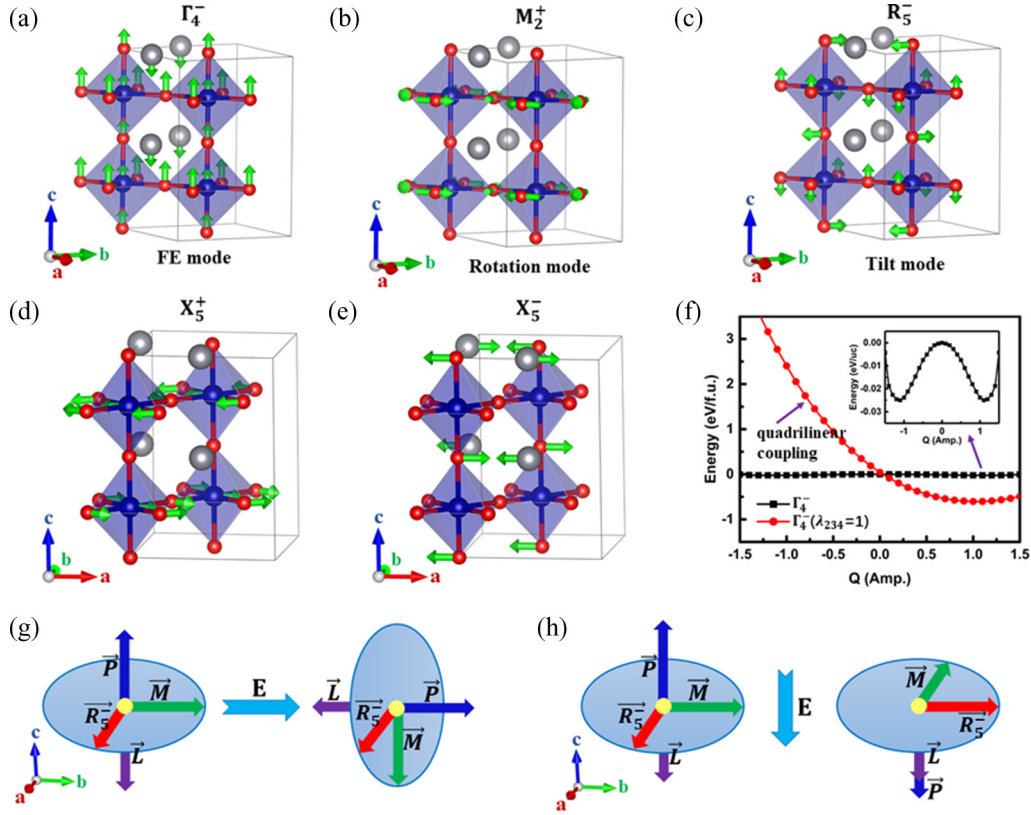 (a)
Γ₄⁻
c
b
a
FE mode
(b)
M₂⁺
c
b
a
Rotation mode
(c)
R₅⁻
c
b
a
Tilt mode
(d)
X₅⁺
c
b
a
(e)
X₅⁻
c
b
a
(f)
Energy (eV/f.u.)
3
2
1
0
-1
-1.5 -1.0 -0.5 0.0 0.5 1.0 1.5
Q (Amp.)
quadrilinear
coupling
Γ₄⁻
Γ₄⁻(λ₂₃₄=1)
Energy (eV/uc)
0.00
-0.01
-0.02
-0.03
-1 0 1
Q (Amp.)
(g)
P⃗
M⃗
R₅⁻⃗
L⃗
c
b
a
E
L⃗
P⃗
R₅⁻⃗
M⃗
(h)
P⃗
M⃗
R₅⁻⃗
L⃗
c
b
a
E
M⃗
R₅⁻⃗
L⃗
P⃗